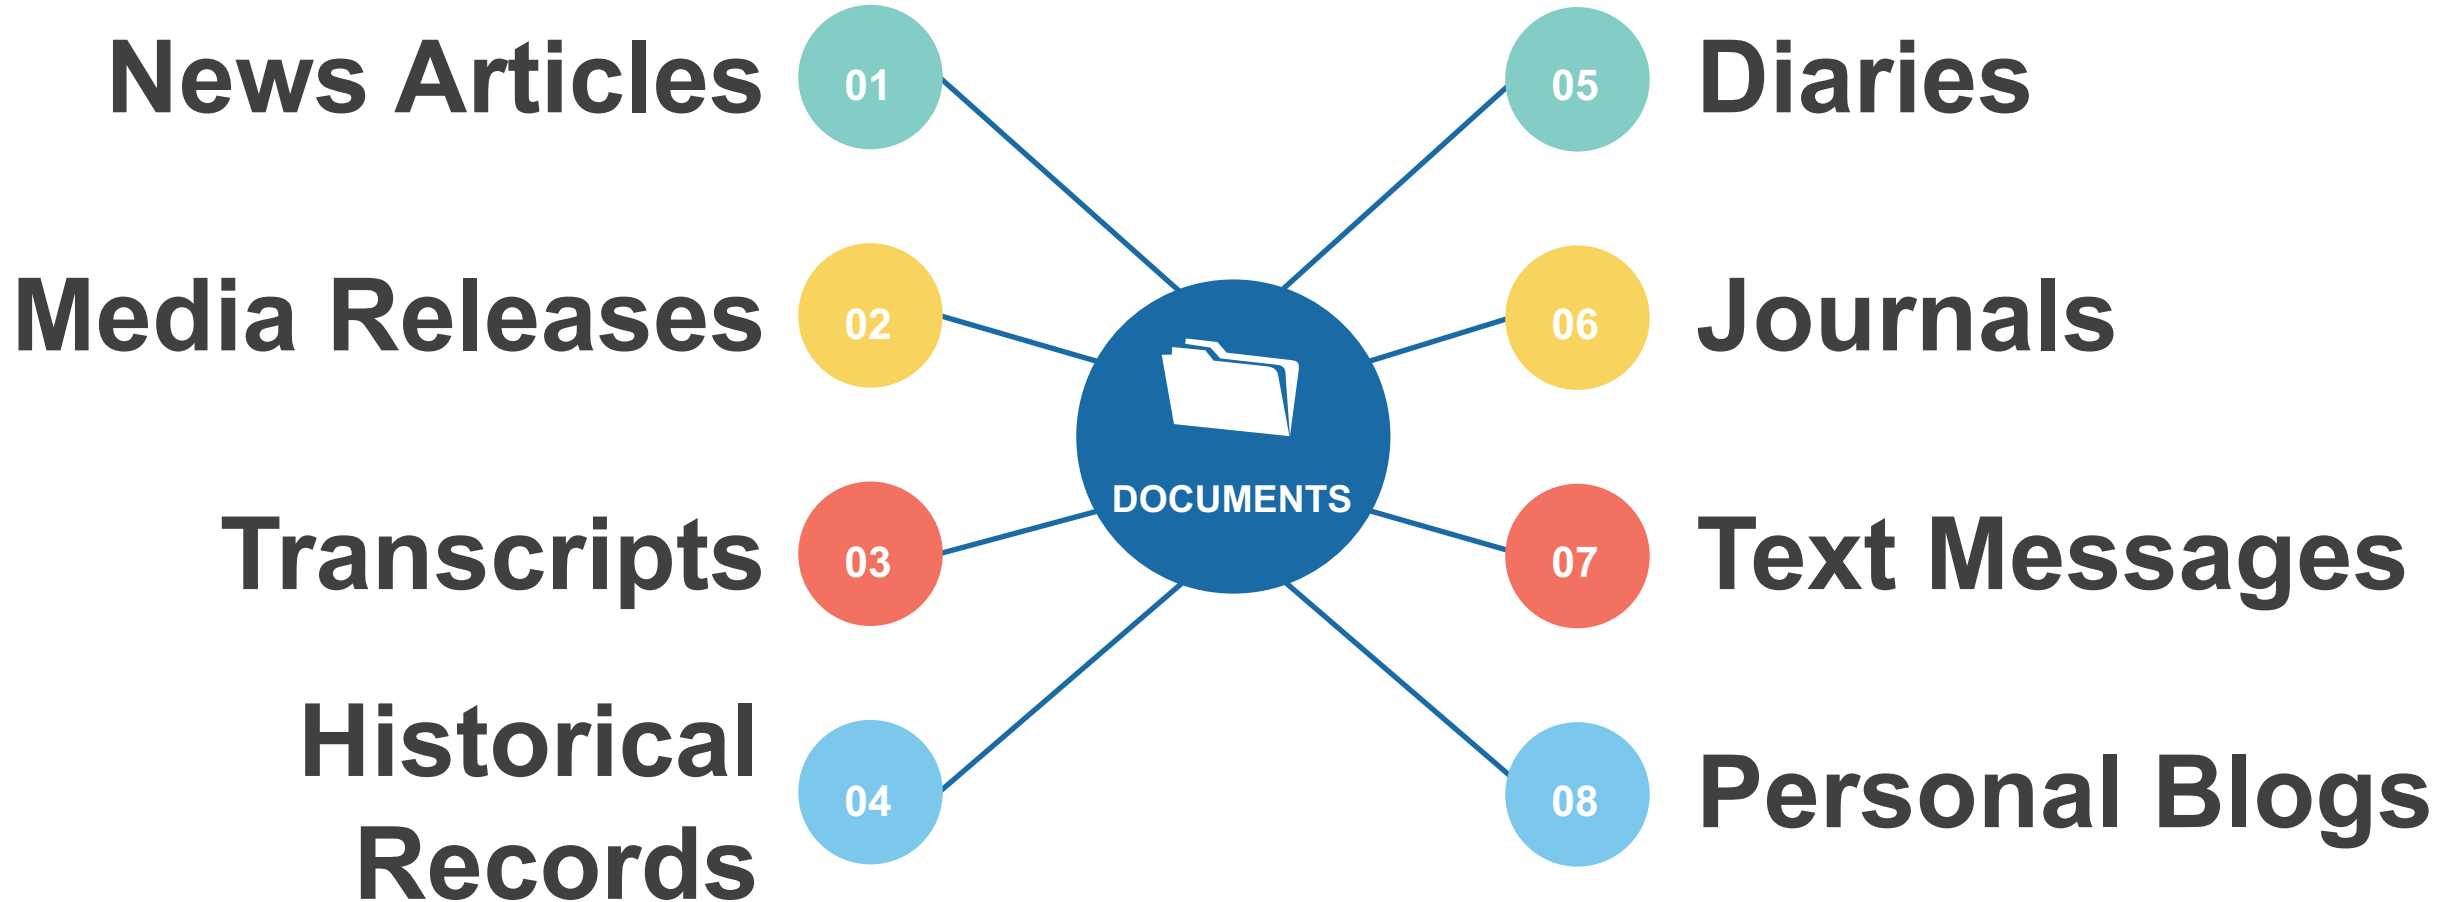 News Articles
01
Media Releases
02
Transcripts
03
Historical
Records
04
DOCUMENTS
05
Diaries
06
Journals
07
Text Messages
08
Personal Blogs